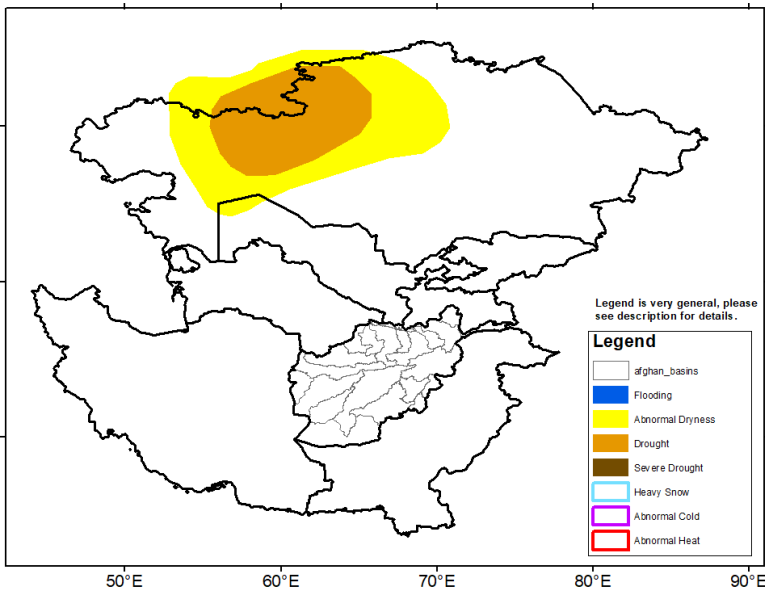 Legend is very general, please
see description for details.
Legend
afghan_basins
Flooding
Abnormal Dryness
Drought
Severe Drought
Heavy Snow
Abnormal Cold
Abnormal Heat
50°E 60°E 70°E 80°E 90°E